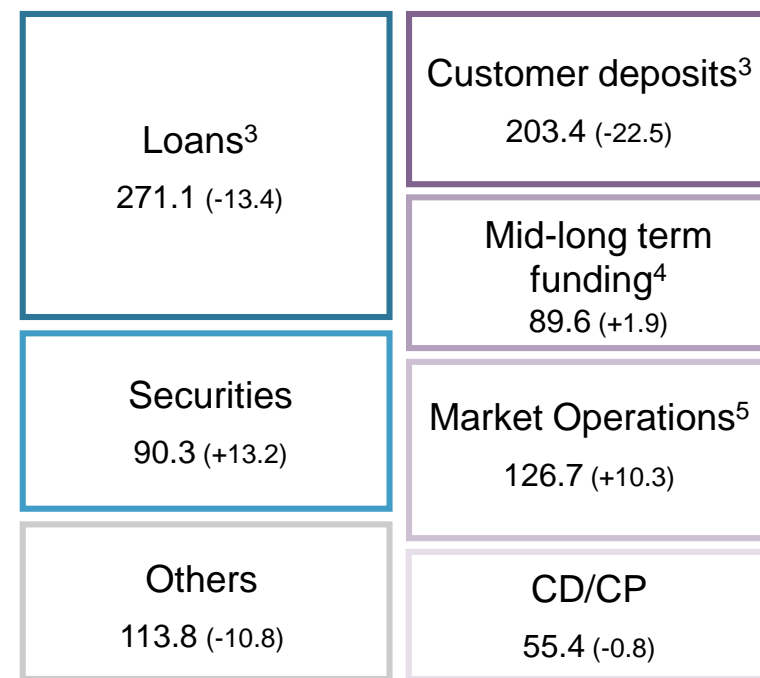 Loans³
271.1 (-13.4)
Securities
90.3 (+13.2)
Others
113.8 (-10.8)
Customer deposits³
203.4 (-22.5)
Mid-long term
funding⁴
89.6 (+1.9)
Market Operations⁵
126.7 (+10.3)
CD/CP
55.4 (-0.8)